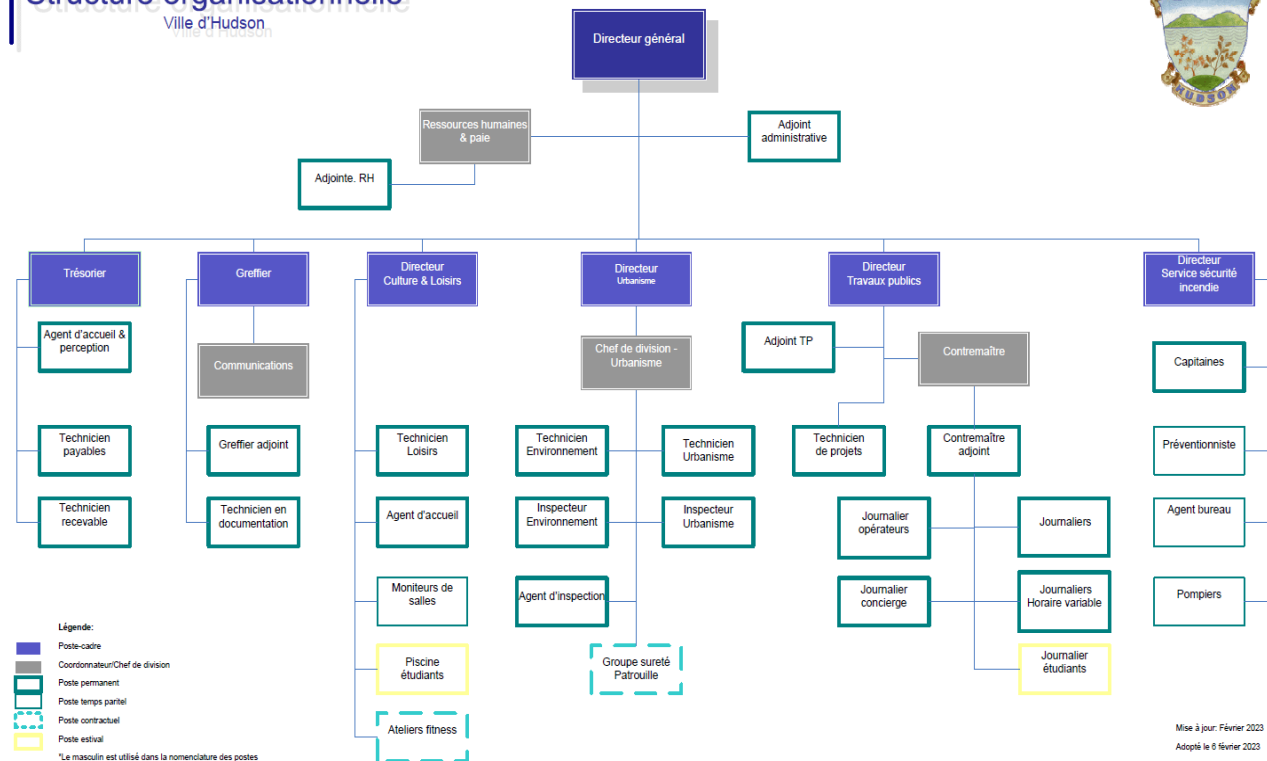 Structure organisationnelle
Ville d'Hudson
HUDSON
Directeur général
Ressources humaines
& paie
Adjoint
administrative
Adjointe. RH
Trésorier
Greffier
Directeur
Culture & Loisirs
Directeur
Urbanisme
Directeur
Travaux publics
Directeur
Service sécurité
incendie
Agent d'accueil &
perception
Communications
Chef de division -
Urbanisme
Adjoint TP
Contremaître
Capitaines
Technicien
payables
Greffier adjoint
Technicien
Loisirs
Technicien
Environnement
Technicien
Urbanisme
Technicien
de projets
Contremaître
adjoint
Préventionniste
Technicien
recevable
Technicien en
documentation
Agent d'accueil
Inspecteur
Environnement
Inspecteur
Urbanisme
Journalier
opérateurs
Journaliers
Agent bureau
Moniteurs de
salles
Agent d'inspection
Journalier
concierge
Journaliers
Horaire variable
Pompiers
Piscine
étudiants
Groupe sureté
Patrouille
Journalier
étudiants
Ateliers fitness
Légende:
Poste-cadre
Coordonnateur/Chef de division
Poste permanent
Poste temps paritel
Poste contractuel
Poste estival
"Le masculin est utilisé dans la nomenclature des postes
Mise à jour: Février 2023
Adopté le 6 février 2023